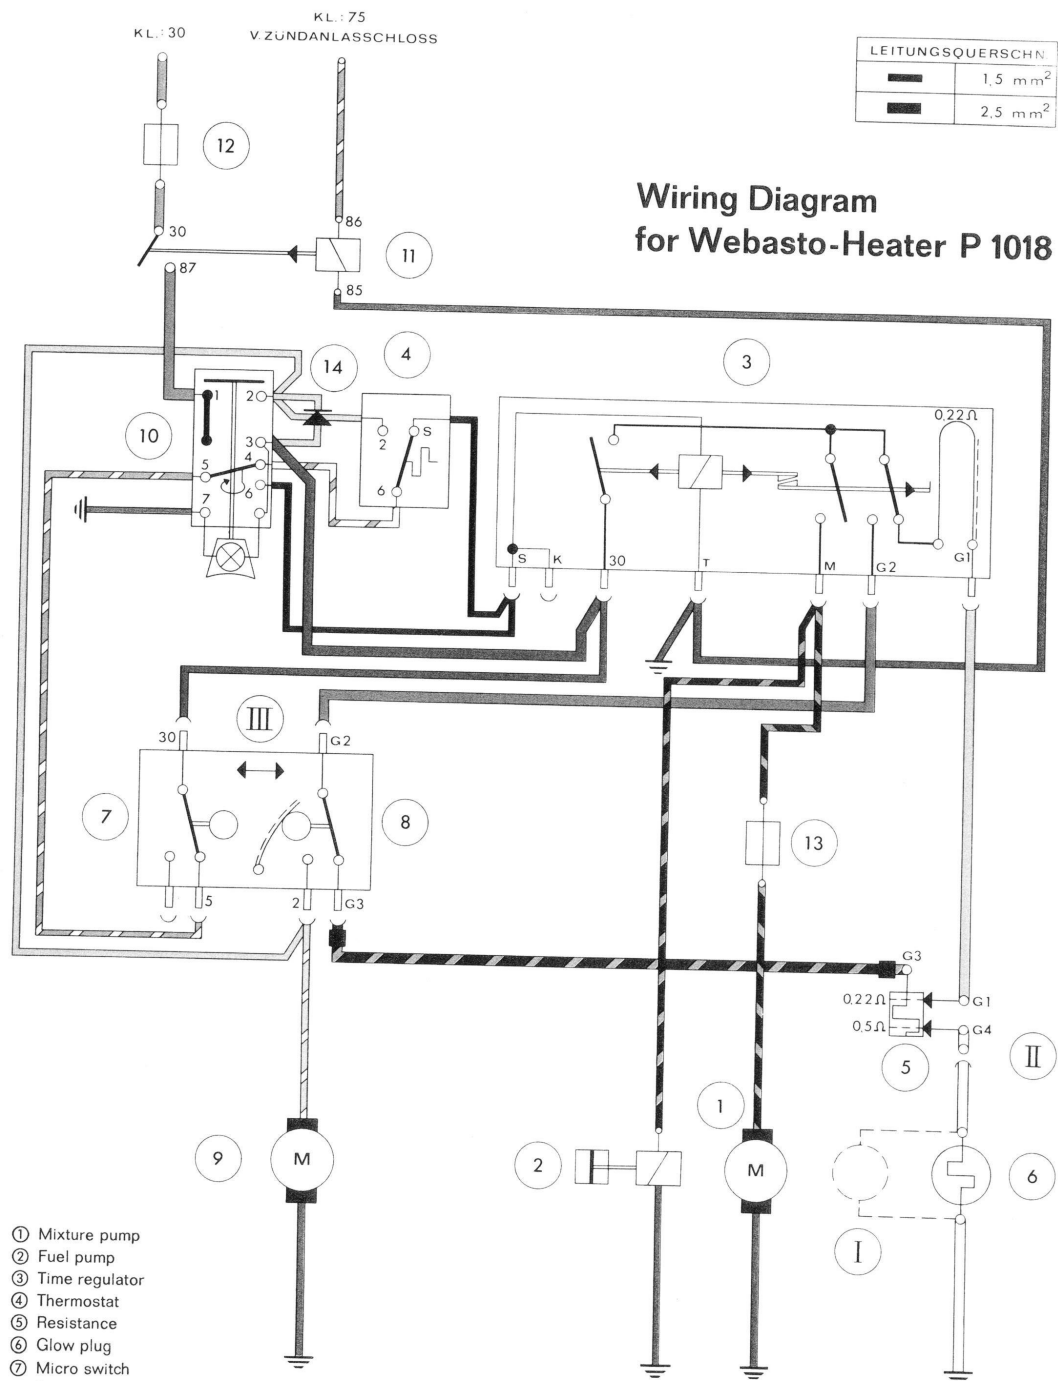 KL.: 30
KL.: 75
V. ZÜNDANLASSCHLOSS
LEITUNGSQUERSCHN.
1,5 mm²
2,5 mm²
Wiring Diagram
for Webasto-Heater P 1018
12
30
86
11
87
85
14
4
3
10
1
2
3
4
5
6
7
2
S
6
0,22Ω
S
K
30
T
M
G2
G1
III
30
G2
7
8
13
5
2
G3
G3
0,22Ω
G1
0,5Ω
G4
5
II
1
9
M
2
M
6
I
① Mixture pump
② Fuel pump
③ Time regulator
④ Thermostat
⑤ Resistance
⑥ Glow plug
⑦ Micro switch